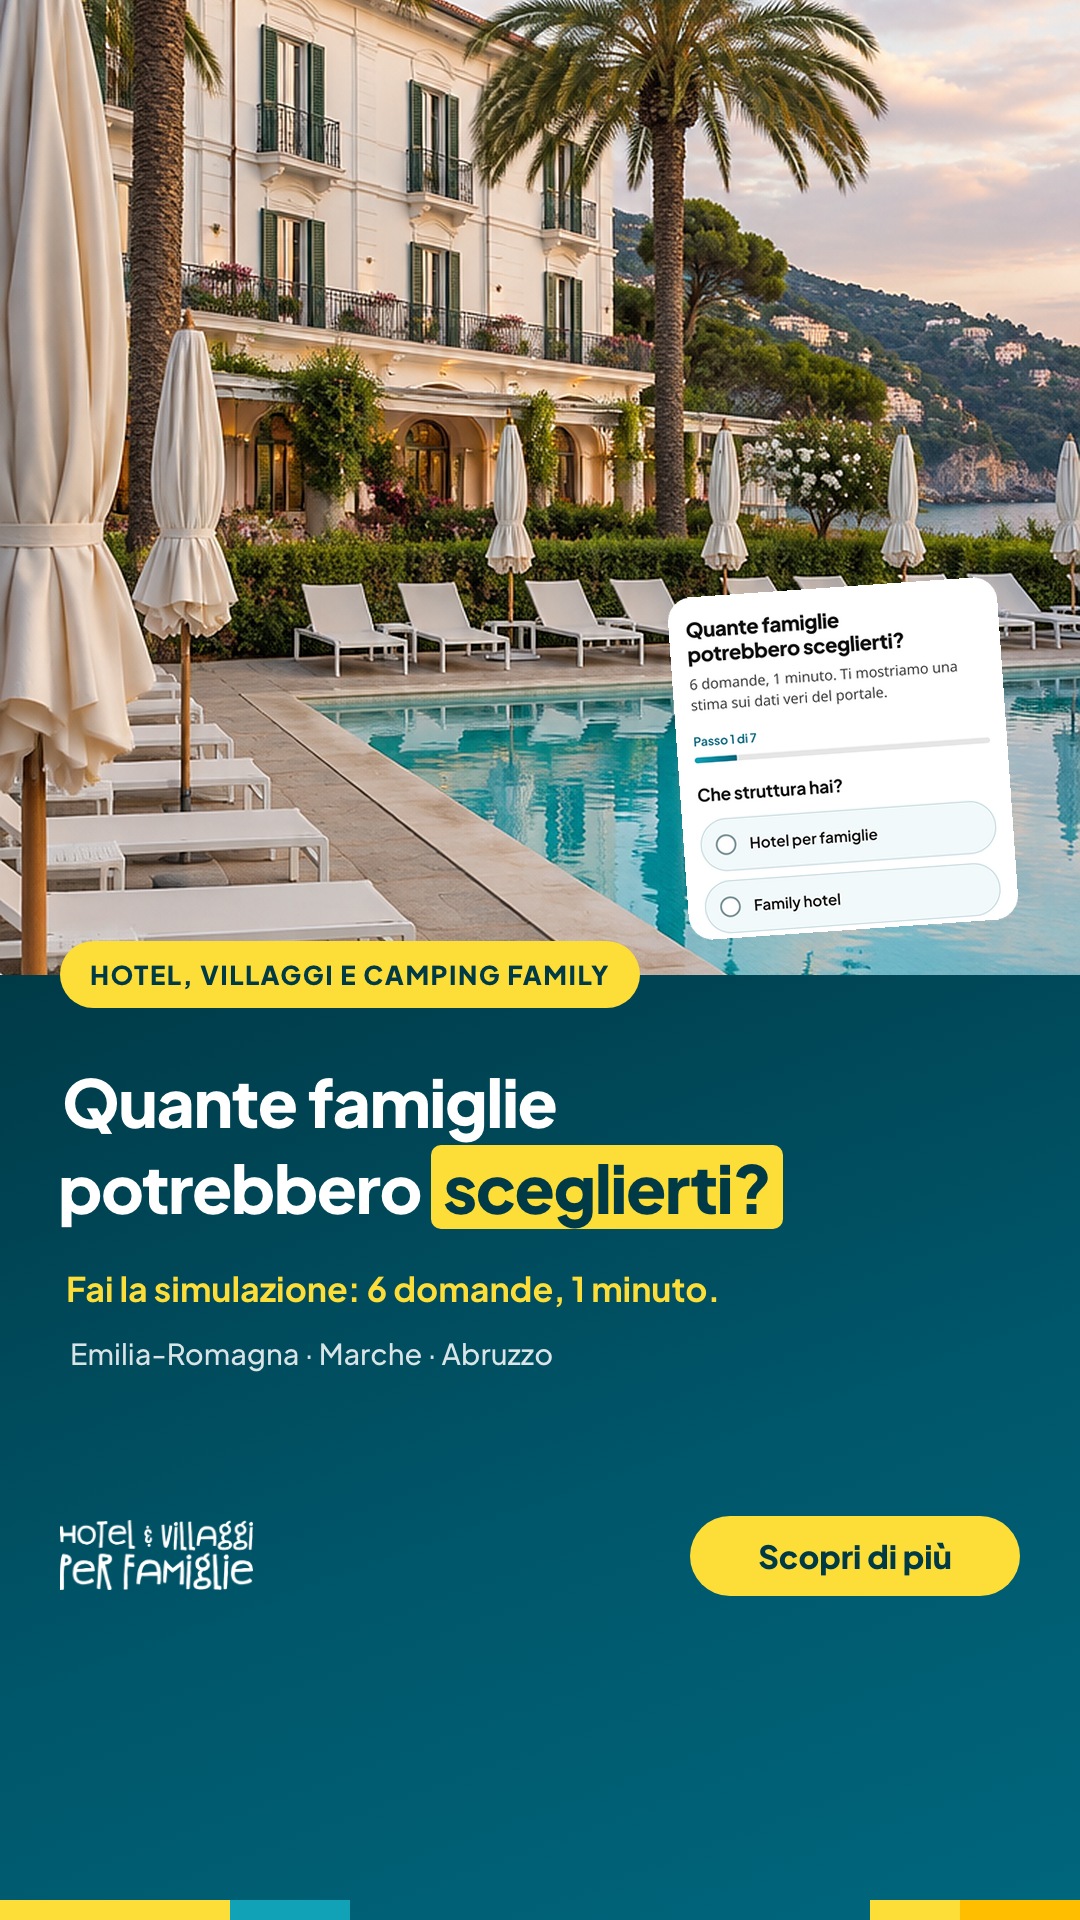 Quante famiglie
potrebbero sceglierti?
6 domande, 1 minuto. Ti mostriamo una
stima sui dati veri del portale.
Passo 1 di 7
Che struttura hai?
Hotel per famiglie
Family hotel
HOTEL, VILLAGGI E CAMPING FAMILY
Quante famiglie
potrebbero sceglierti?
Fai la simulazione: 6 domande, 1 minuto.
Emilia-Romagna · Marche · Abruzzo
HOTEL & VILLAGGI
PER FAMIGLIE
Scopri di più